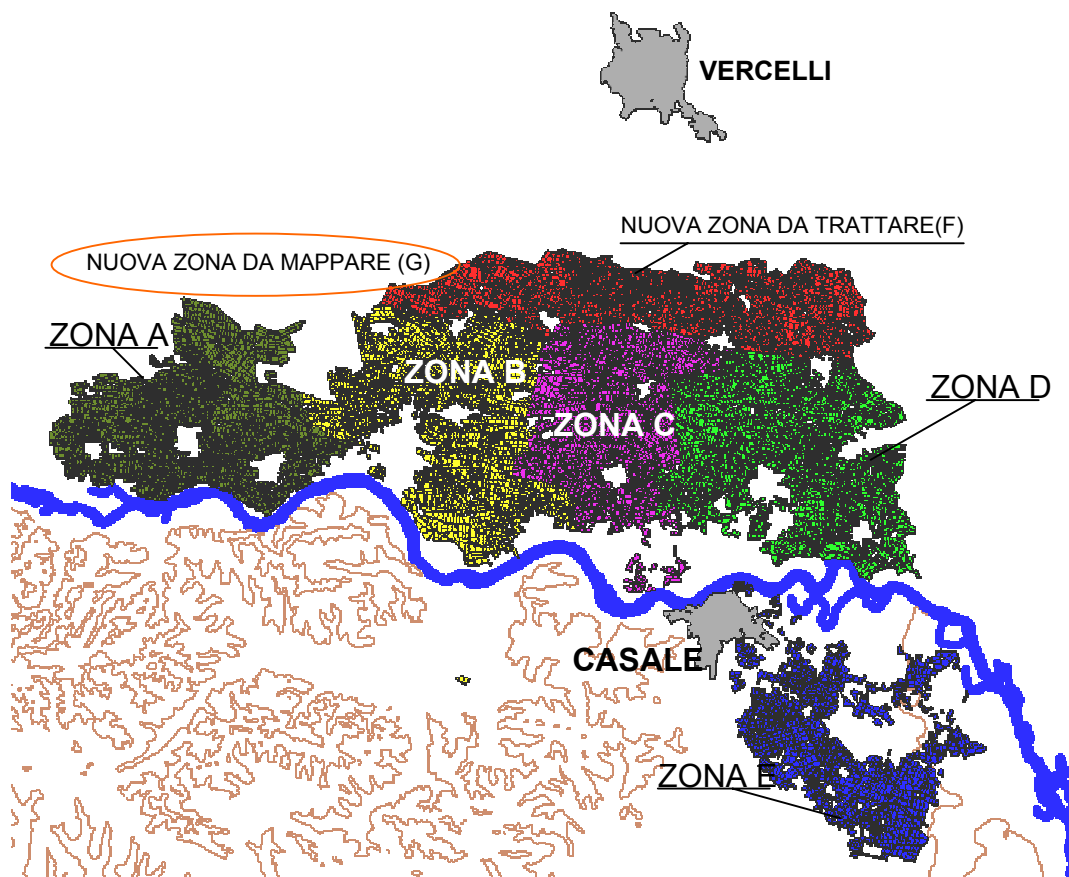 VERCELLI
NUOVA ZONA DA TRATTARE(F)
NUOVA ZONA DA MAPPARE (G)
ZONA A
ZONA B
ZONA D
ZONA C
CASALE
ZONA E